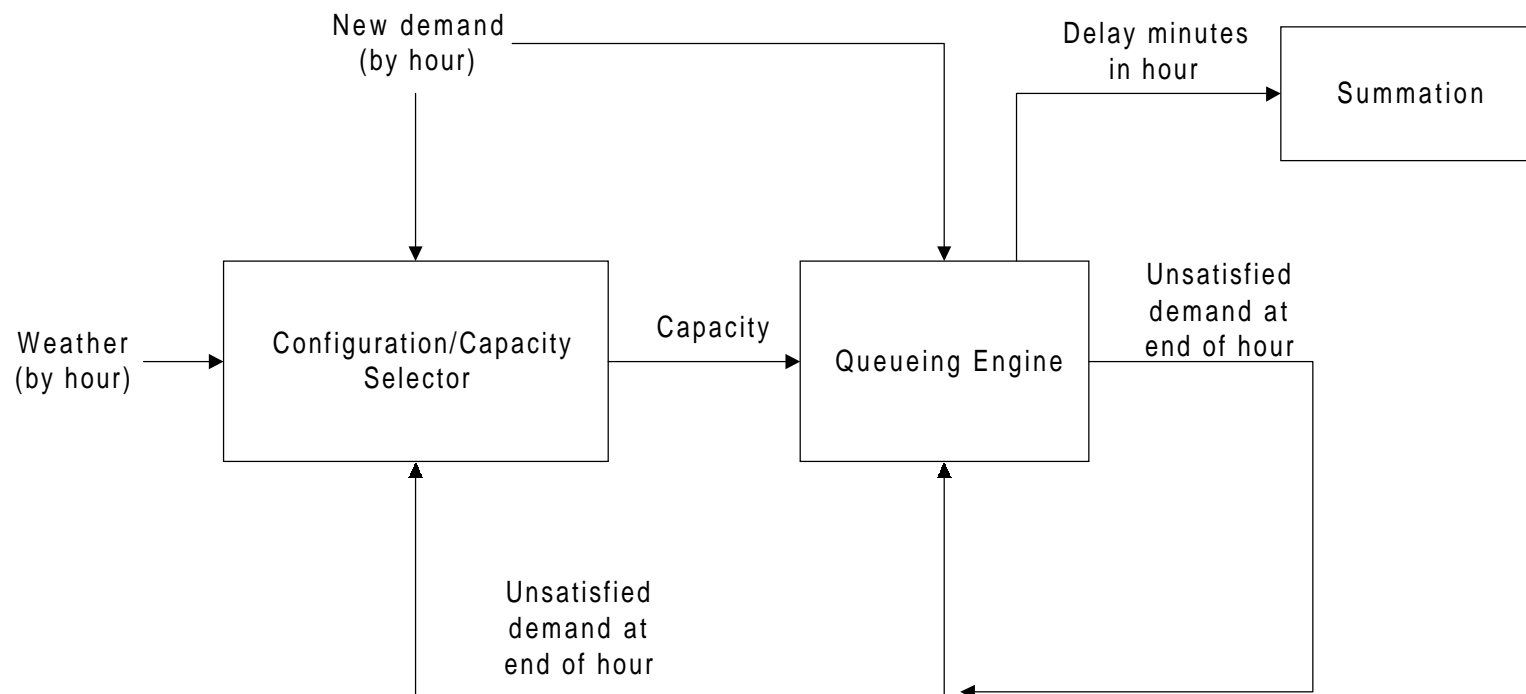 New demand
(by hour)
Delay minutes
in hour
Summation
Weather
(by hour)
Configuration/Capacity
Selector
Capacity
Queueing Engine
Unsatisfied
demand at
end of hour
Unsatisfied
demand at
end of hour